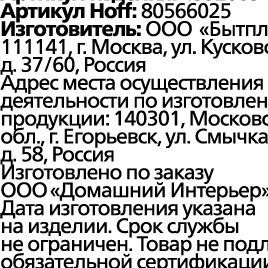 Артикул Hoff: 80566025
Изготовитель: ООО «Бытпл
111141, г. Москва, ул. Кусков
д. 37/60, Россия
Адрес места осуществления
деятельности по изготовлен
продукции: 140301, Московс
обл., г. Егорьевск, ул. Смычка
д. 58, Россия
Изготовлено по заказу
ООО «Домашний Интерьер»
Дата изготовления указана
на изделии. Срок службы
не ограничен. Товар не подл
обязательной сертификации